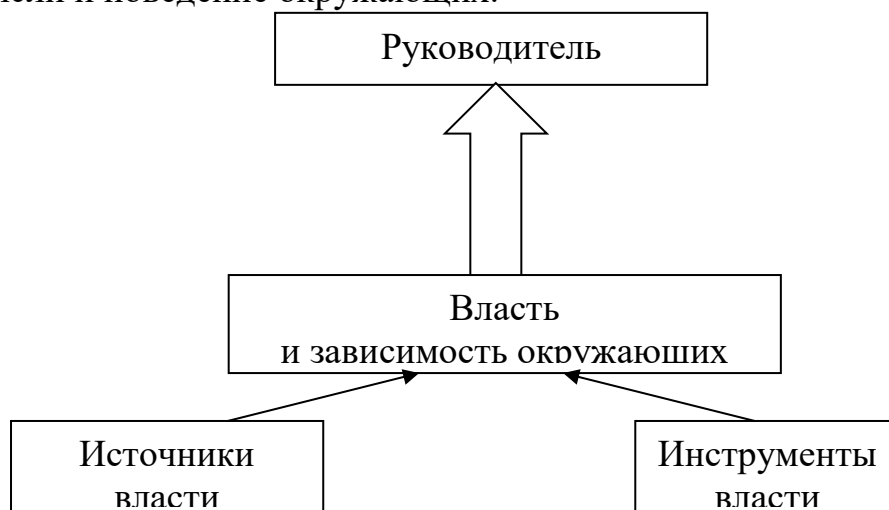 и поведение окружающих.
Руководитель
Власть
и зависимость окружающих
Источники
власти
Инструменты
власти